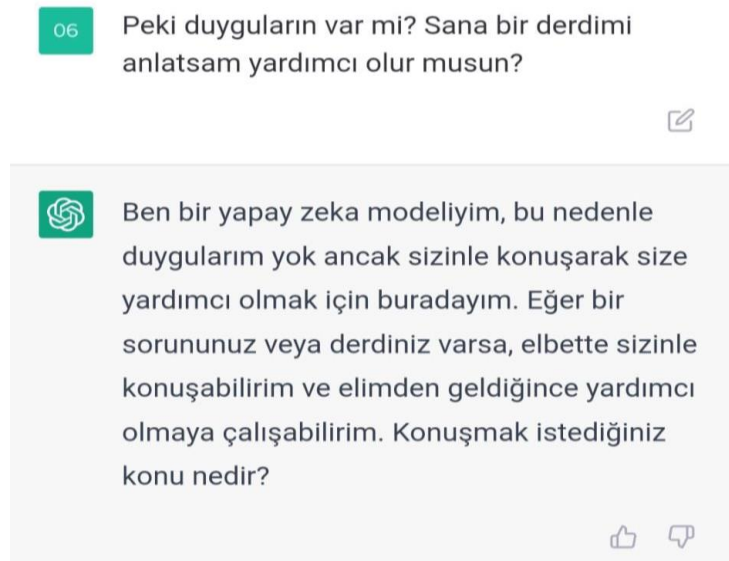 06
Peki duyguların var mi? Sana bir derdimi
anlatsam yardımcı olur musun?
Ben bir yapay zeka modeliyim, bu nedenle
duygularım yok ancak sizinle konuşarak size
yardımcı olmak için buradayım. Eğer bir
sorununuz veya derdiniz varsa, elbette sizinle
konuşabilirim ve elimden geldiğince yardımcı
olmaya çalışabilirim. Konuşmak istediğiniz
konu nedir?